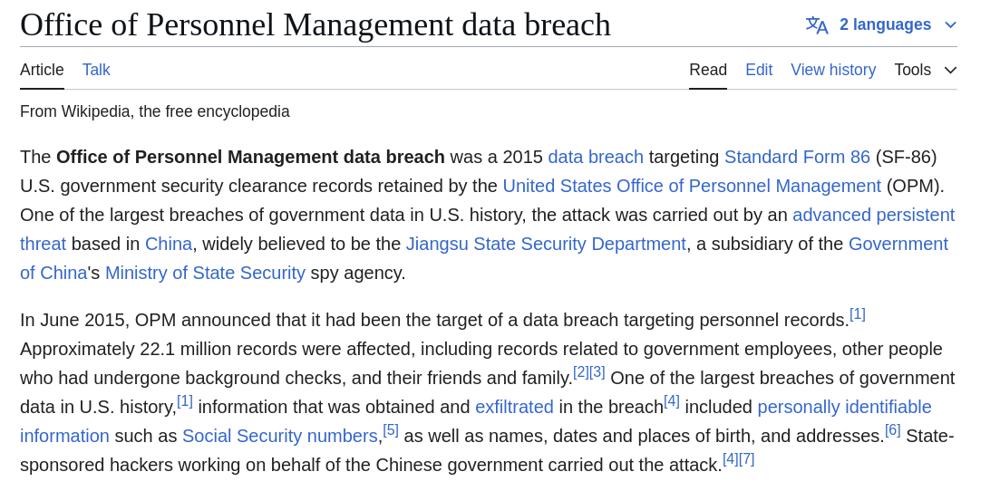 Office of Personnel Management data breach
2 languages
Article Talk Read Edit View history Tools
From Wikipedia, the free encyclopedia
The Office of Personnel Management data breach was a 2015 data breach targeting Standard Form 86 (SF-86)
U.S. government security clearance records retained by the United States Office of Personnel Management (OPM).
One of the largest breaches of government data in U.S. history, the attack was carried out by an advanced persistent
threat based in China, widely believed to be the Jiangsu State Security Department, a subsidiary of the Government
of China's Ministry of State Security spy agency.
In June 2015, OPM announced that it had been the target of a data breach targeting personnel records.[1]
Approximately 22.1 million records were affected, including records related to government employees, other people
who had undergone background checks, and their friends and family.[2][3] One of the largest breaches of government
data in U.S. history,[1] information that was obtained and exfiltrated in the breach[4] included personally identifiable
information such as Social Security numbers,[5] as well as names, dates and places of birth, and addresses.[6] State-
sponsored hackers working on behalf of the Chinese government carried out the attack.[4][7]